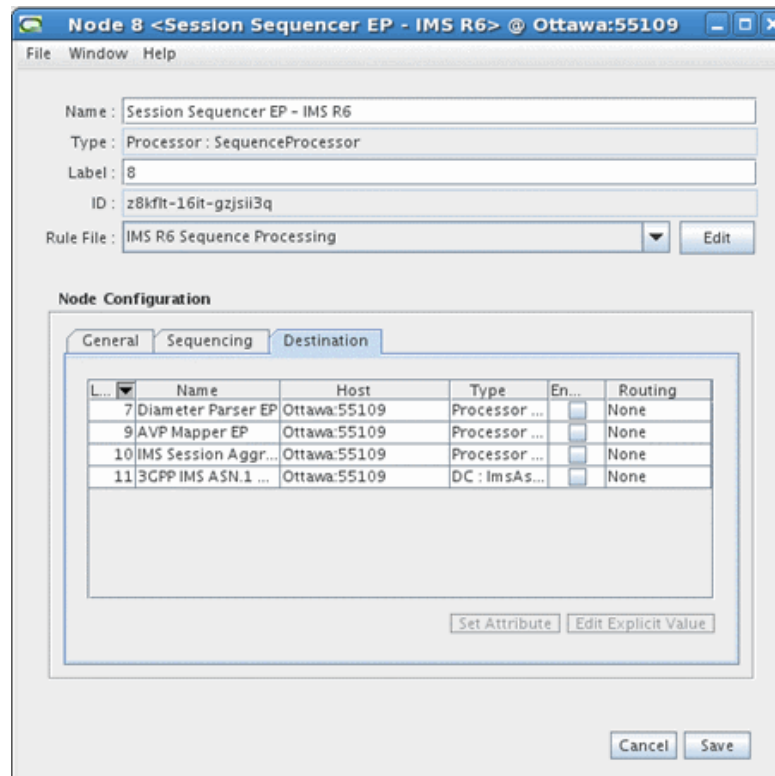 Node 8 <Session Sequencer EP - IMS R6> @ Ottawa:55109
File Window Help
Name : Session Sequencer EP - IMS R6
Type : Processor : SequenceProcessor
Label : 8
ID : z8kflt-16it-gzjsii3q
Rule File : IMS R6 Sequence Processing Edit
Node Configuration
General Sequencing Destination
L... Name Host Type En... Routing
7 Diameter Parser EP Ottawa:55109 Processor ... None
9 AVP Mapper EP Ottawa:55109 Processor ... None
10 IMS Session Aggr... Ottawa:55109 Processor ... None
11 3GPP IMS ASN.1 ... Ottawa:55109 DC : ImsAs... None
Set Attribute Edit Explicit Value
Cancel Save